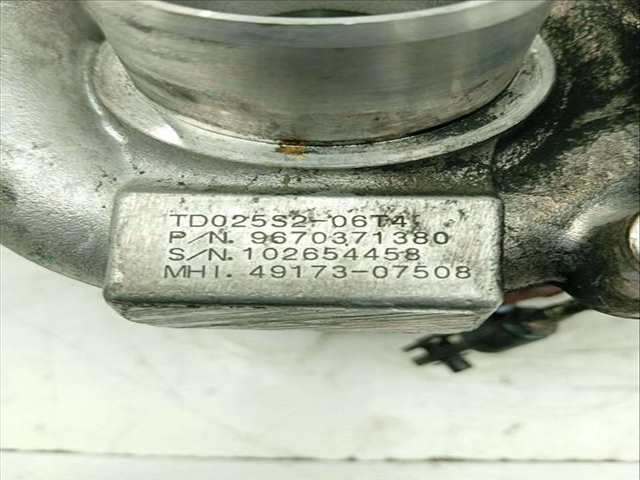 TD025S2-06T4
P/N. 9670371380
S/N. 102654458
MHI. 49173-07508